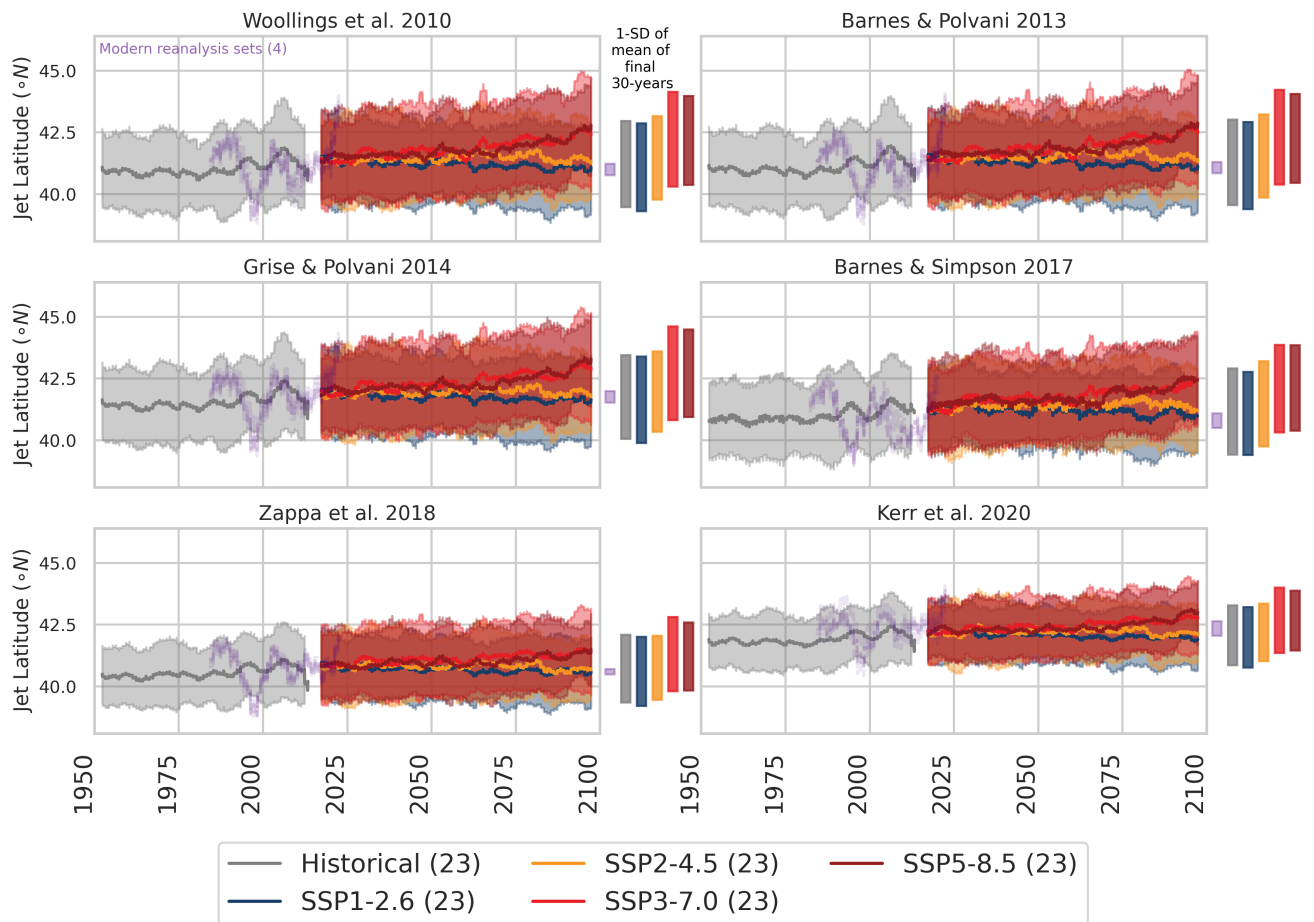 Woollings et al. 2010
Barnes & Polvani 2013
Modern reanalysis sets (4)
1-SD of
mean of
final
30-years
Jet Latitude (∘N)
45.0
42.5
40.0
Grise & Polvani 2014
Barnes & Simpson 2017
Jet Latitude (∘N)
45.0
42.5
40.0
Zappa et al. 2018
Kerr et al. 2020
Jet Latitude (∘N)
45.0
42.5
40.0
1950 1975 2000 2025 2050 2075 2100
1950 1975 2000 2025 2050 2075 2100
Historical (23) SSP2-4.5 (23) SSP5-8.5 (23)
SSP1-2.6 (23) SSP3-7.0 (23)